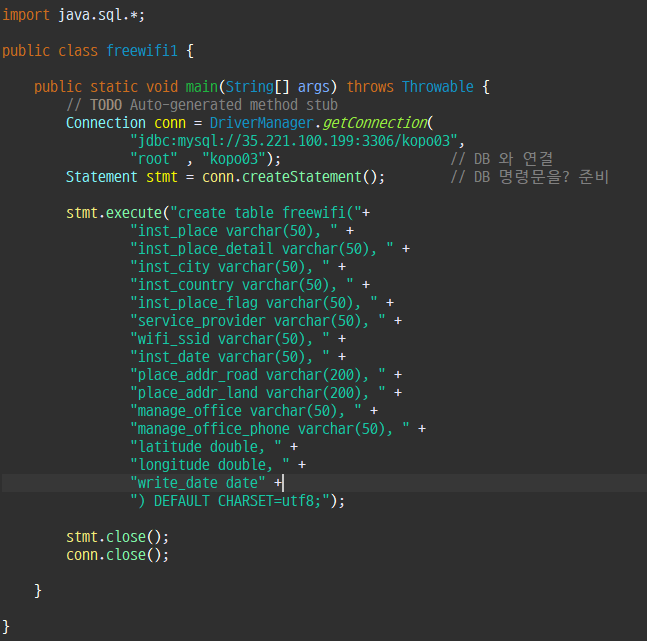 import java.sql.*;
public class freewifi1 {
public static void main(String[] args) throws Throwable {
// TODO Auto-generated method stub
Connection conn = DriverManager.getConnection(
"jdbc:mysql://35.221.100.199:3306/kopo03",
"root" , "kopo03"); // DB 와 연결
Statement stmt = conn.createStatement(); // DB 명령문을? 준비
stmt.execute("create table freewifi("+
"inst_place varchar(50), " +
"inst_place_detail varchar(50), " +
"inst_city varchar(50), " +
"inst_country varchar(50), " +
"inst_place_flag varchar(50), " +
"service_provider varchar(50), " +
"wifi_ssid varchar(50), " +
"inst_date varchar(50), " +
"place_addr_road varchar(200), " +
"place_addr_land varchar(200), " +
"manage_office varchar(50), " +
"manage_office_phone varchar(50), " +
"latitude double, " +
"longitude double, " +
"write_date date" +
") DEFAULT CHARSET=utf8;");
stmt.close();
conn.close();
}
}